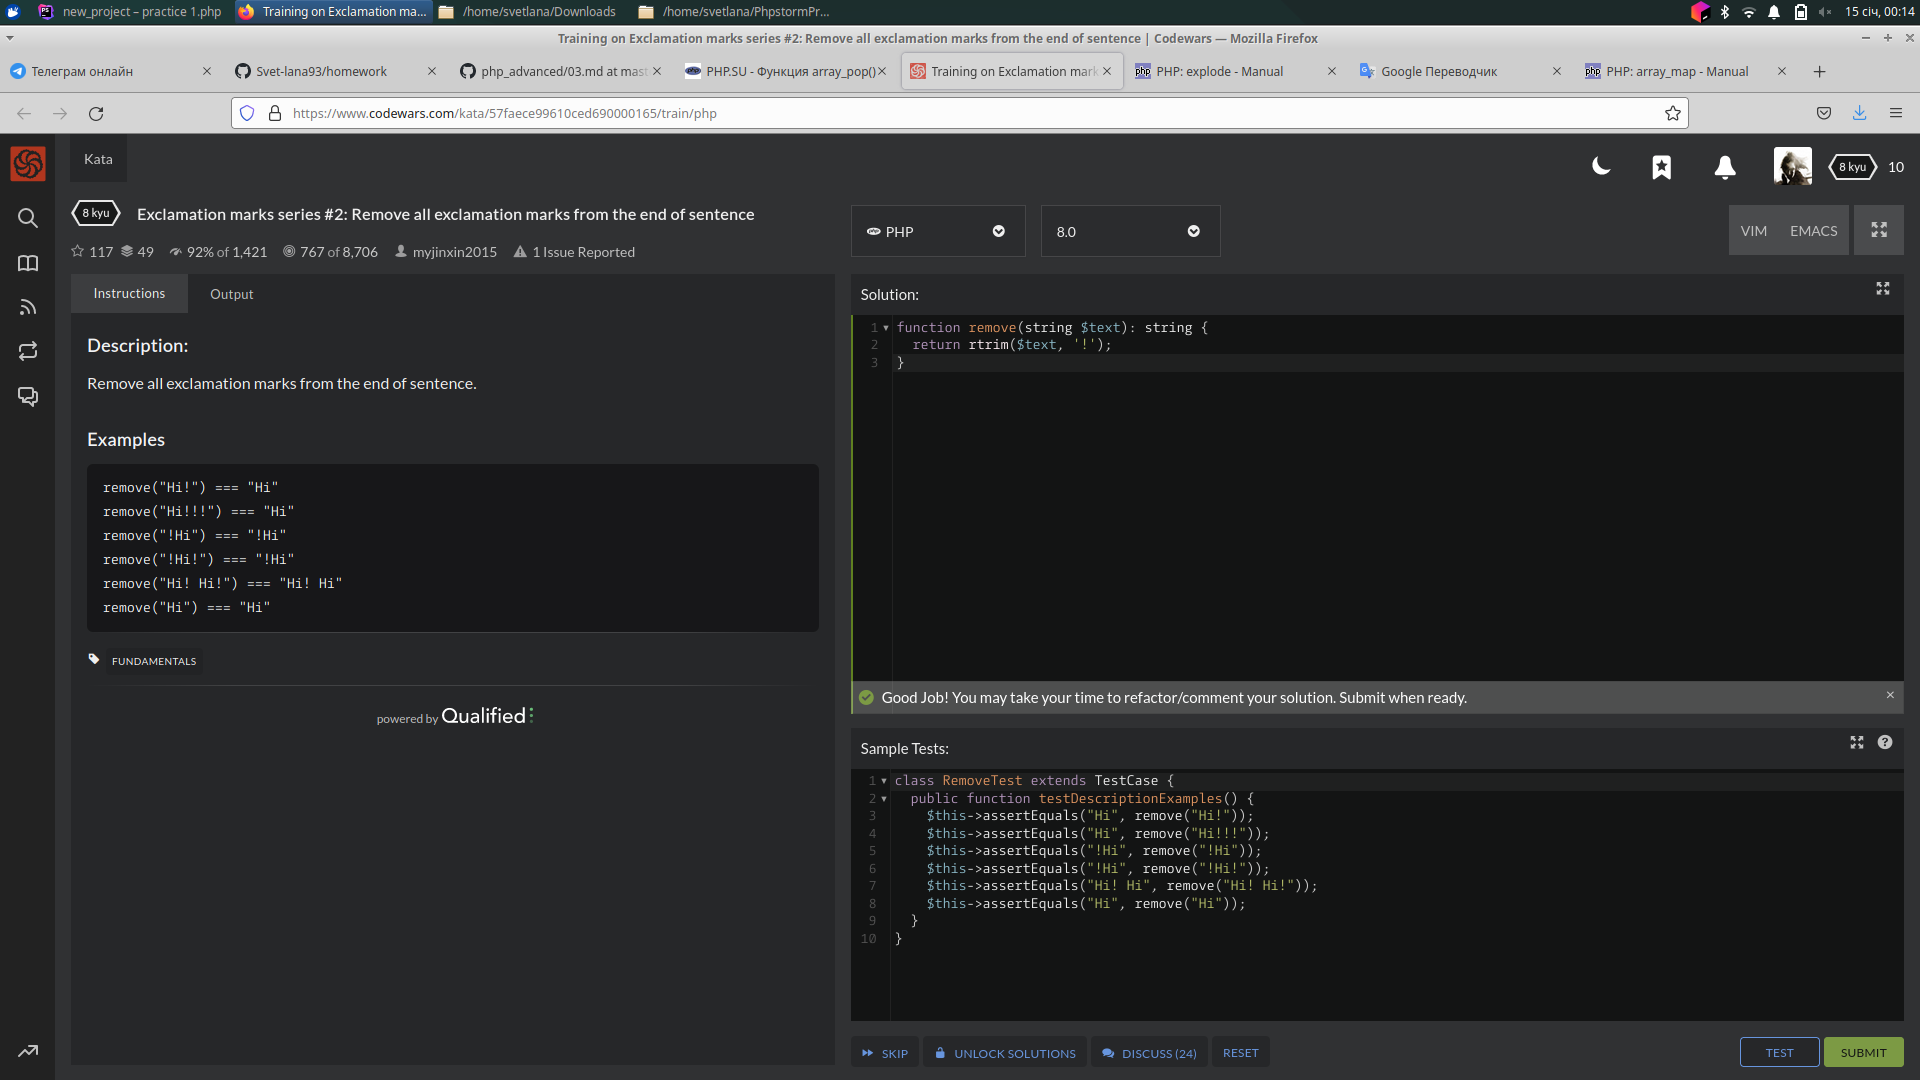 new_project – practice 1.php
Training on Exclamation ma...
/home/svetlana/Downloads
/home/svetlana/PhpstormPr...
15 січ, 00:14
Training on Exclamation marks series #2: Remove all exclamation marks from the end of sentence | Codewars — Mozilla Firefox
Телеграм онлайн
Svet-lana93/homework
php_advanced/03.md at mast
PHP.SU - Функция array_pop()
Training on Exclamation mark
php PHP: explode - Manual
Google Переводчик
php PHP: array_map - Manual
https://www.codewars.com/kata/57faece99610ced690000165/train/php
Kata
8 kyu 10
8 kyu Exclamation marks series #2: Remove all exclamation marks from the end of sentence
117 49 92% of 1,421 767 of 8,706 myjinxin2015 1 Issue Reported
Instructions Output
Description:
Remove all exclamation marks from the end of sentence.
Examples
remove("Hi!") === "Hi"
remove("Hi!!!") === "Hi"
remove("!Hi") === "!Hi"
remove("!Hi!") === "!Hi"
remove("Hi! Hi!") === "Hi! Hi"
remove("Hi") === "Hi"
FUNDAMENTALS
powered by Qualified
php PHP
8.0
VIM EMACS
Solution:
1 function remove(string $text): string {
2 return rtrim($text, '!');
3 }
Good Job! You may take your time to refactor/comment your solution. Submit when ready.
Sample Tests:
1 class RemoveTest extends TestCase {
2 public function testDescriptionExamples() {
3 $this->assertEquals("Hi", remove("Hi!"));
4 $this->assertEquals("Hi", remove("Hi!!!"));
5 $this->assertEquals("!Hi", remove("!Hi"));
6 $this->assertEquals("!Hi", remove("!Hi!"));
7 $this->assertEquals("Hi! Hi", remove("Hi! Hi!"));
8 $this->assertEquals("Hi", remove("Hi"));
9 }
10 }
SKIP
UNLOCK SOLUTIONS
DISCUSS (24)
RESET
TEST
SUBMIT